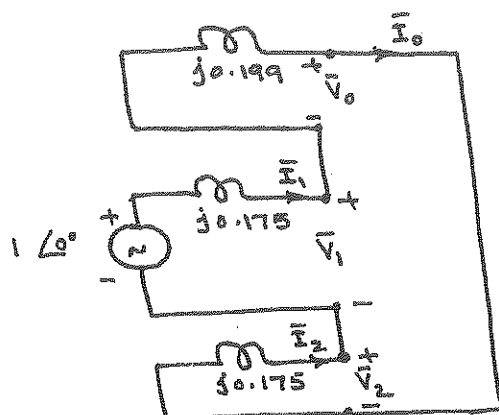 Ī₀
j0.199
+
V̄₀
-
Ī₁
+
j0.175
+
1 ∠0°
~
V̄₁
-
-
Ī₂
+
j0.175
V̄₂
-